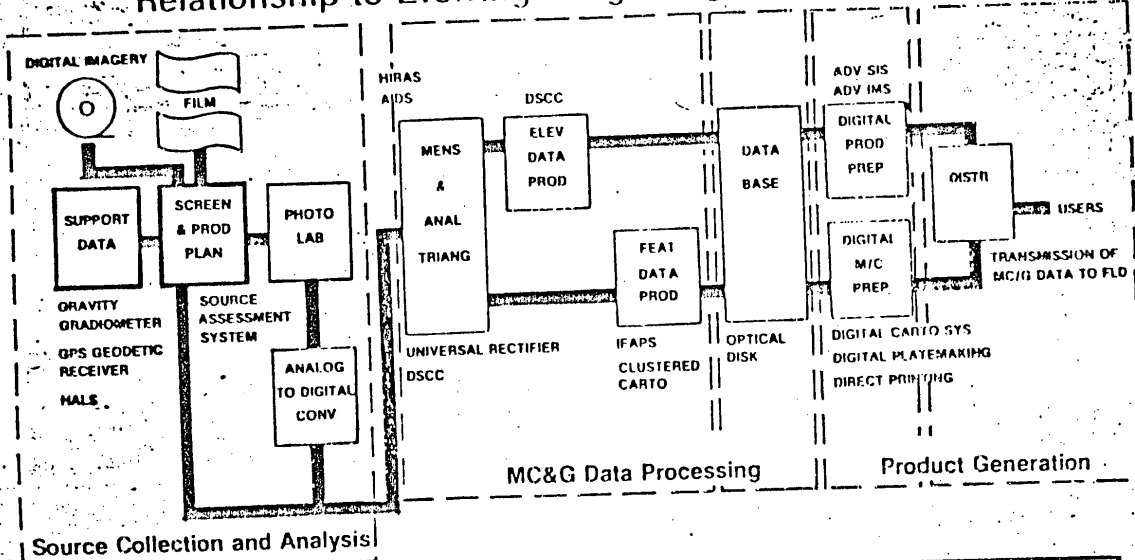 Relationship to
DIGITAL IMAGERY
FILM
SUPPORT
DATA
SCREEN
& PROD
PLAN
PHOTO
LAB
GRAVITY
GRADIOMETER
GPS GEODETIC
RECEIVER
HALS
SOURCE
ASSESSMENT
SYSTEM
ANALOG
TO DIGITAL
CONV
Source Collection and Analysis
HIRAS
AIDS
MENS
&
ANAL
TRIANG
DSCC
ELEV
DATA
PROD
FEAT
DATA
PROD
UNIVERSAL RECTIFIER
DSCC
IFAPS
CLUSTERED
CARTO
DATA
BASE
OPTICAL
DISK
MC&G Data Processing
ADV SIS
ADV IMS
DIGITAL
PROD
PREP
DIGITAL
M/C
PREP
DIGITAL CARTO SYS
DIGITAL PLATEMAKING
DIRECT PRINTING
DISTR
USERS
TRANSMISSION OF
MC/G DATA TO FLD
Product Generation